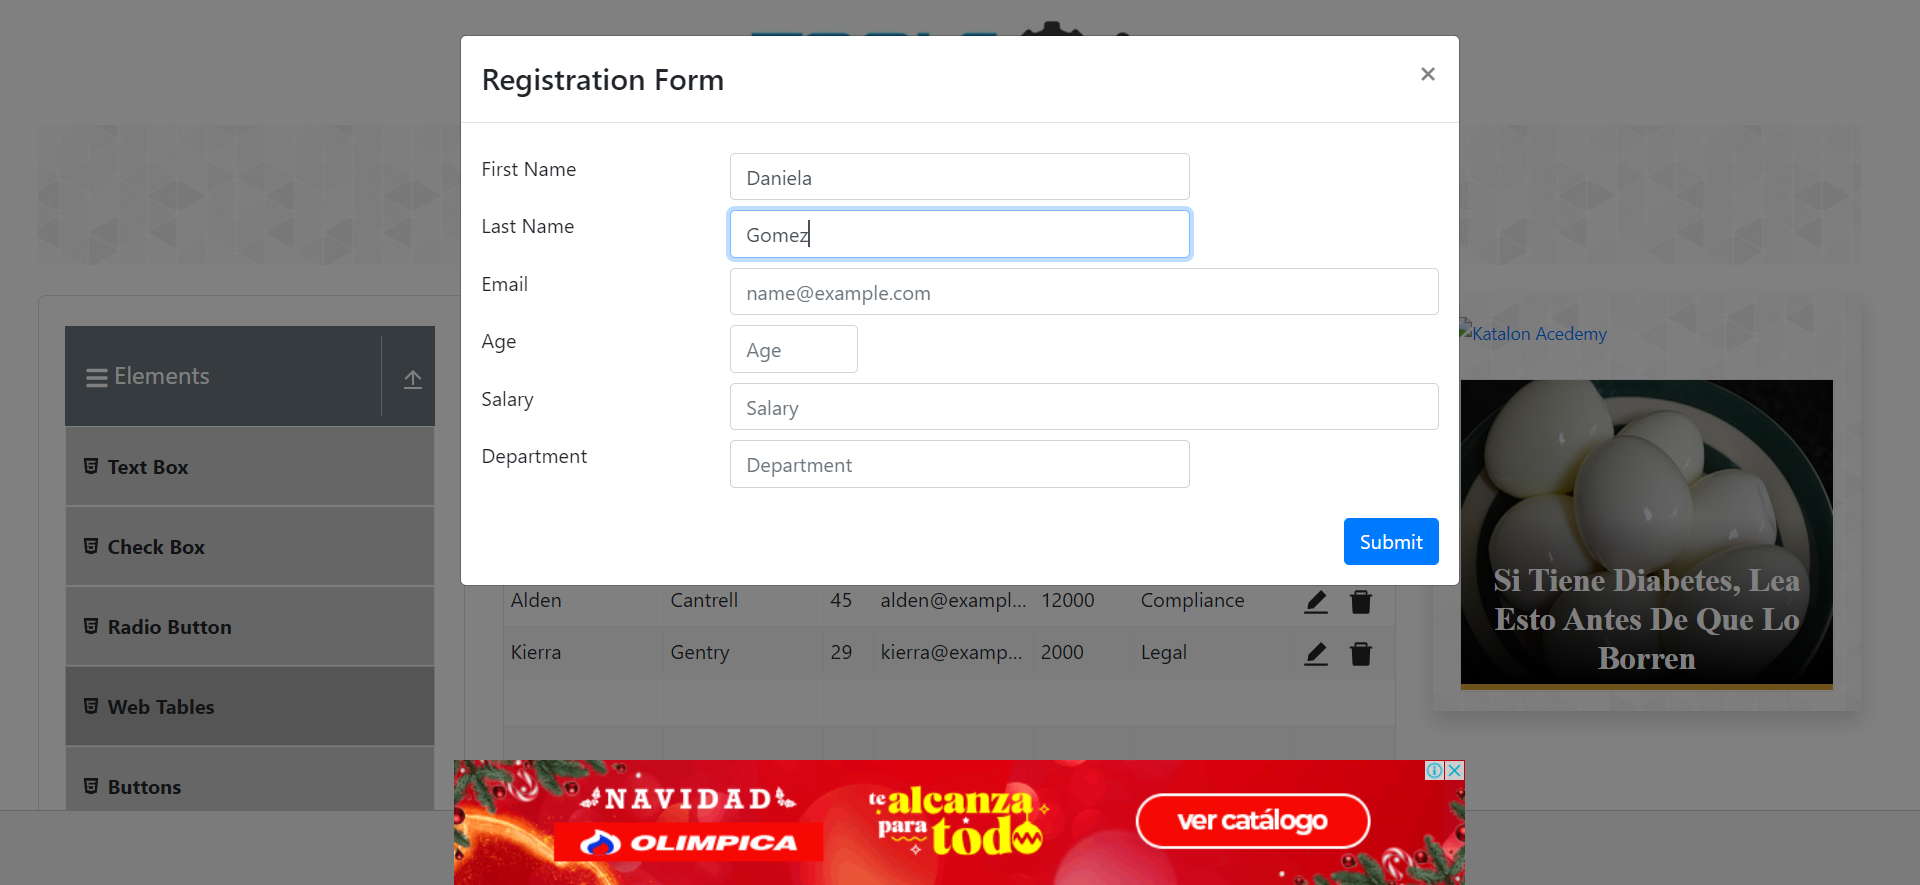 Registration Form
×
First Name
Daniela
Last Name
Gomez
Email
name@example.com
Age
Age
Salary
Salary
Department
Department
Submit
Elements
Text Box
Check Box
Radio Button
Web Tables
Buttons
Alden Cantrell 45 alden@exampl... 12000 Compliance
Kierra Gentry 29 kierra@examp... 2000 Legal
Katalon Acedemy
Si Tiene Diabetes, Lea
Esto Antes De Que Lo
Borren
NAVIDAD
OLIMPICA
te alcanza
para todo
ver catálogo